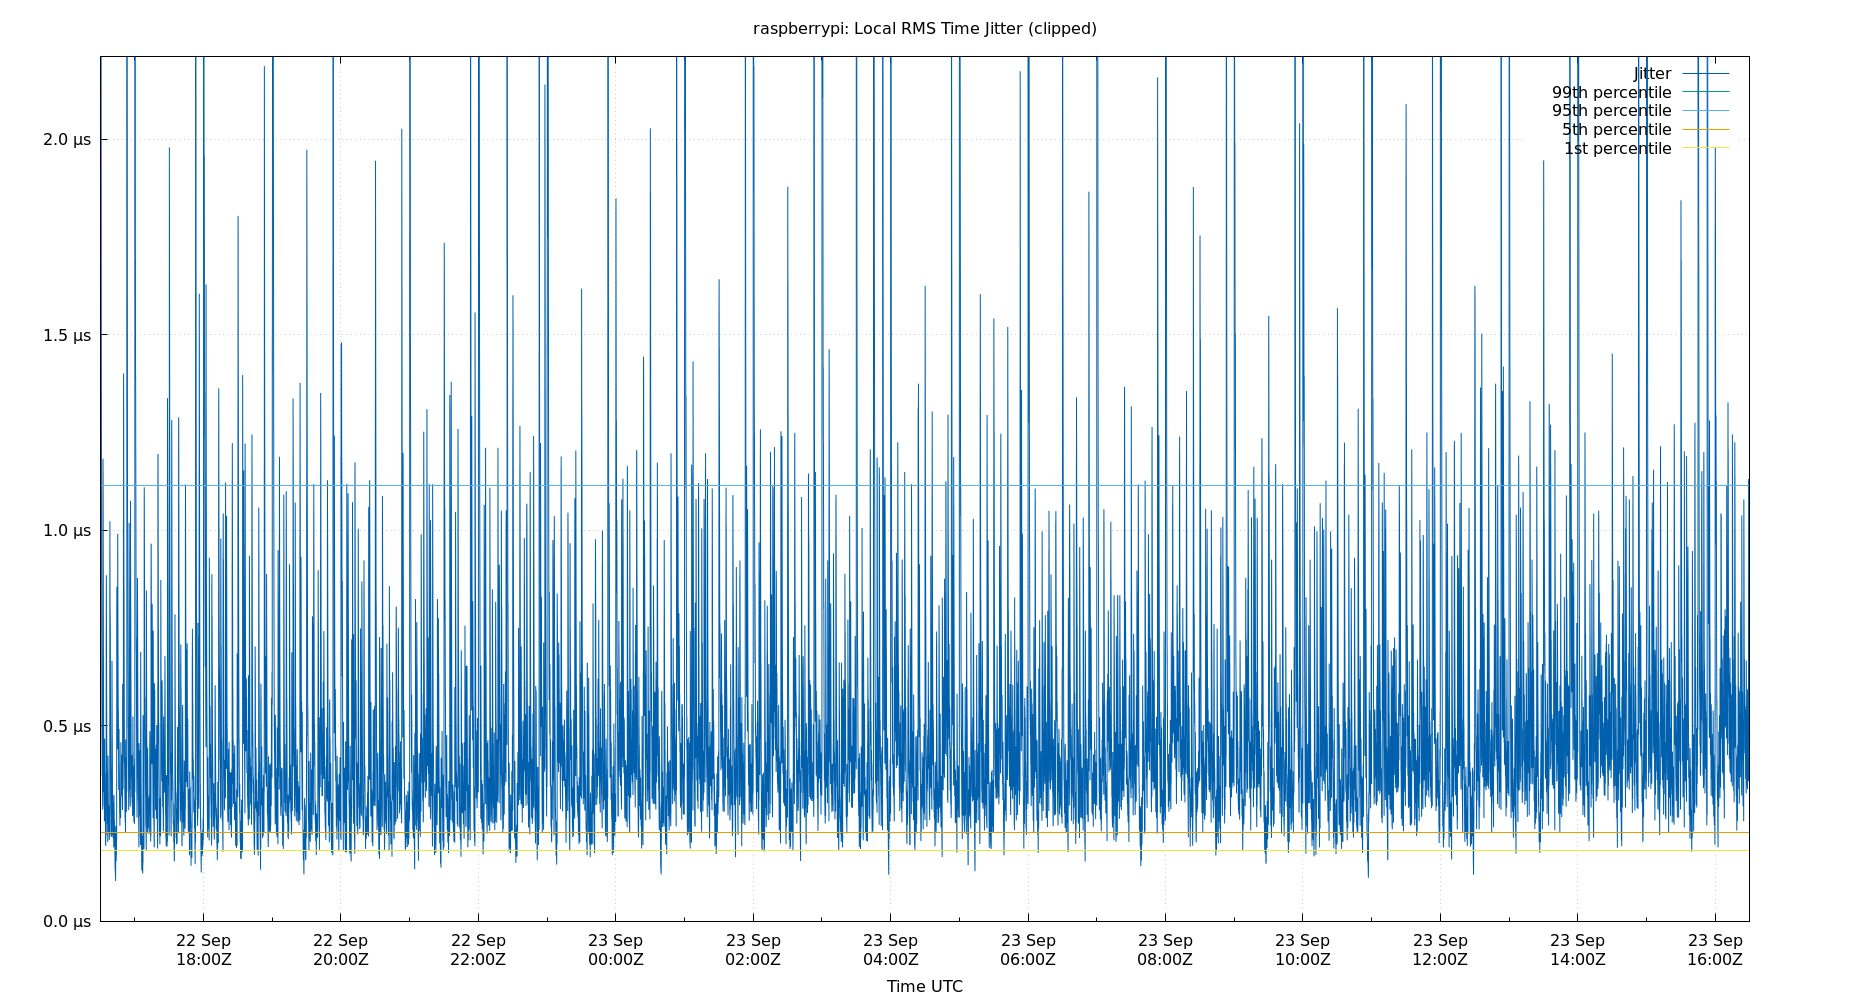 raspberrypi: Local RMS Time Jitter (clipped)
Jitter
99th percentile
95th percentile
5th percentile
1st percentile
2.0 µs
1.5 µs
1.0 µs
0.5 µs
0.0 µs
22 Sep 22 Sep 22 Sep 23 Sep 23 Sep 23 Sep 23 Sep 23 Sep 23 Sep 23 Sep 23 Sep 23 Sep
18:00Z 20:00Z 22:00Z 00:00Z 02:00Z 04:00Z 06:00Z 08:00Z 10:00Z 12:00Z 14:00Z 16:00Z
Time UTC